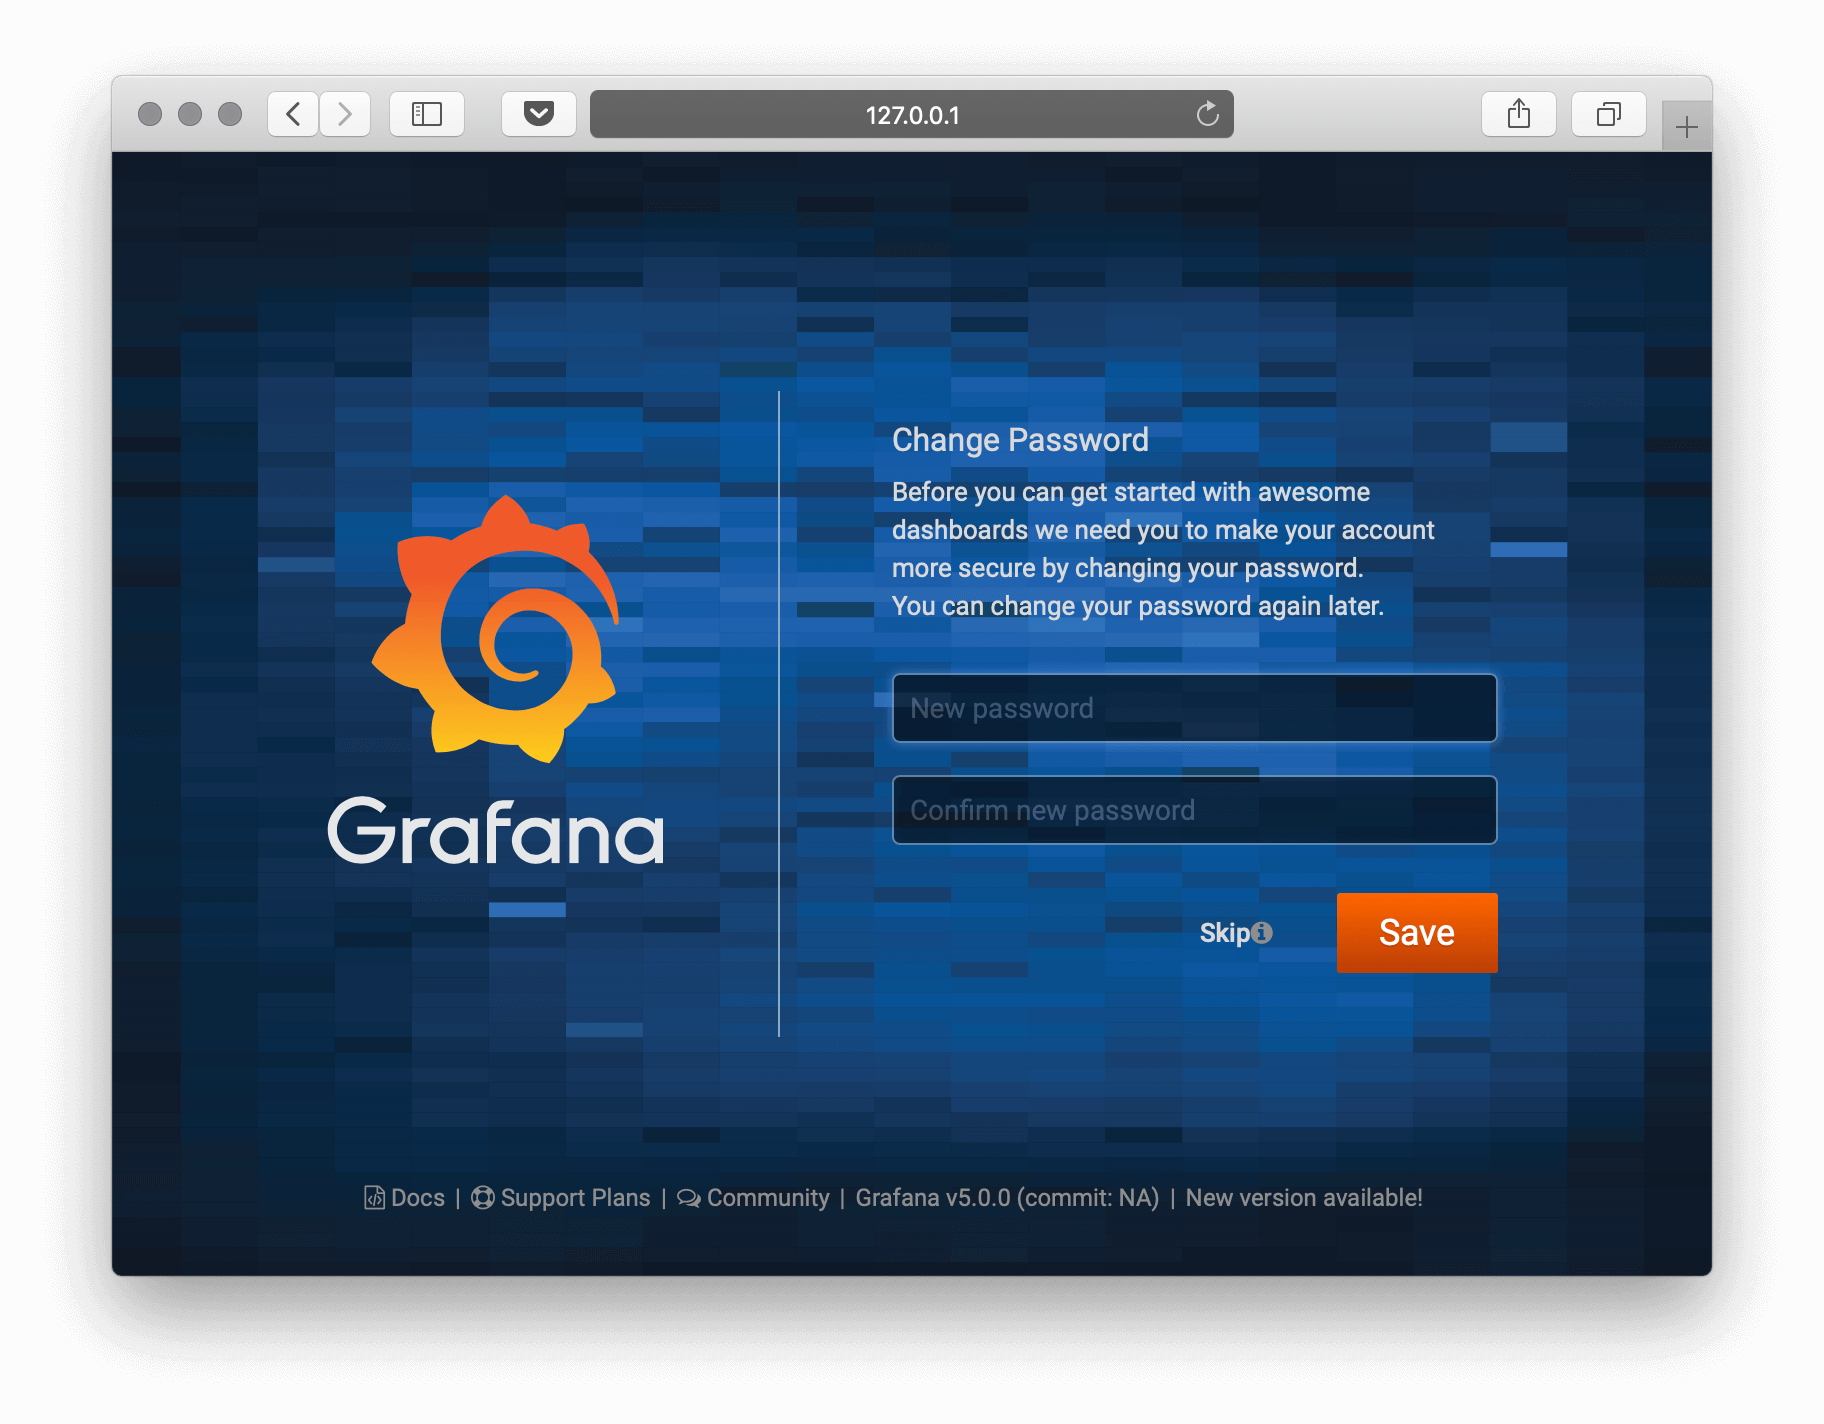 127.0.0.1
Change Password
Before you can get started with awesome
dashboards we need you to make your account
more secure by changing your password.
You can change your password again later.
New password
Confirm new password
Grafana
Skip
Save
Docs | Support Plans | Community | Grafana v5.0.0 (commit: NA) | New version available!